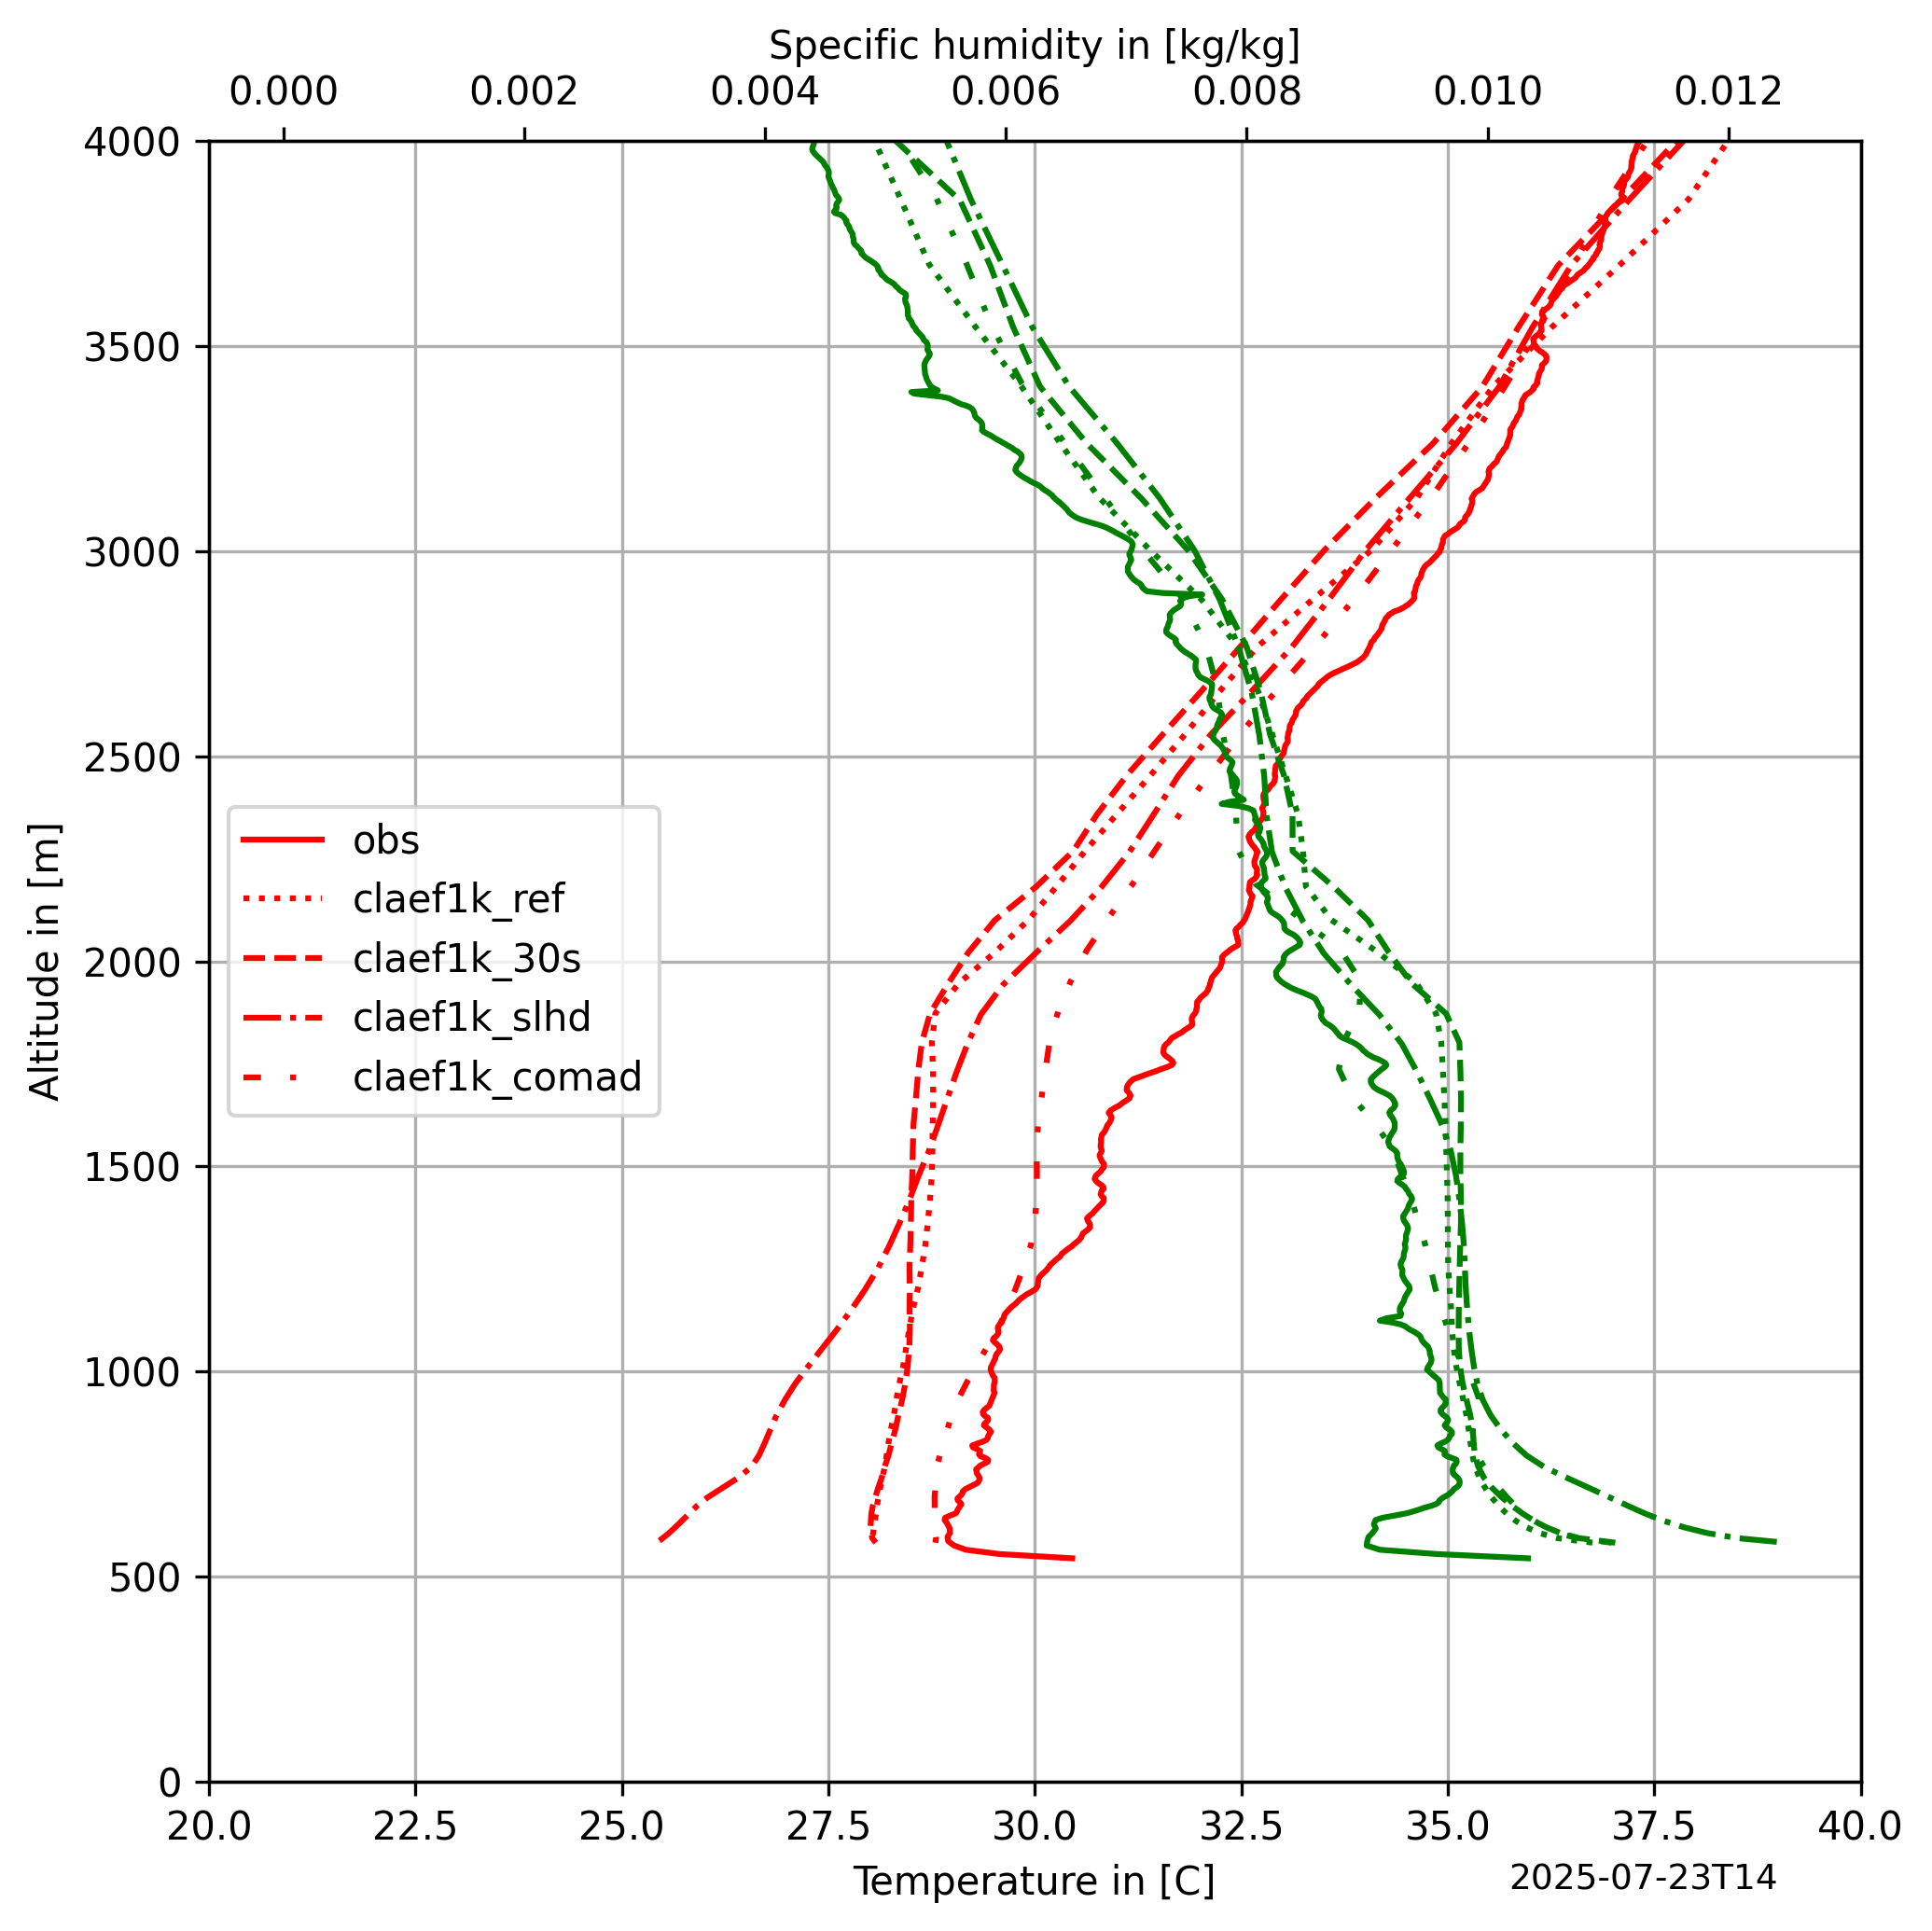 Specific humidity in [kg/kg]
0.000 0.002 0.004 0.006 0.008 0.010 0.012
4000
3500
3000
2500
2000
1500
1000
500
0
Altitude in [m]
obs
claef1k_ref
claef1k_30s
claef1k_slhd
claef1k_comad
20.0 22.5 25.0 27.5 30.0 32.5 35.0 37.5 40.0
Temperature in [C]
2025-07-23T14